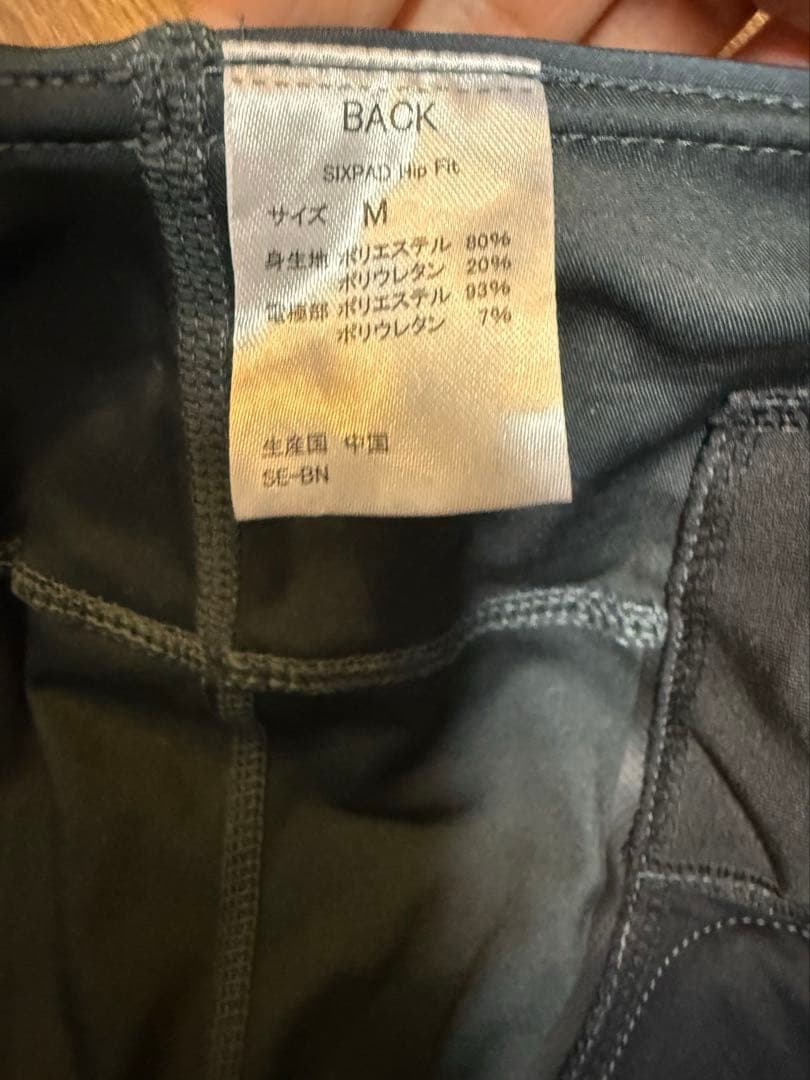 BACK
SIXPAD Hip Fit
サイズ M
身生地 ポリエステル 80%
ポリウレタン 20%
電極部 ポリエステル 93%
ポリウレタン 7%
生産国 中国
SE-BN